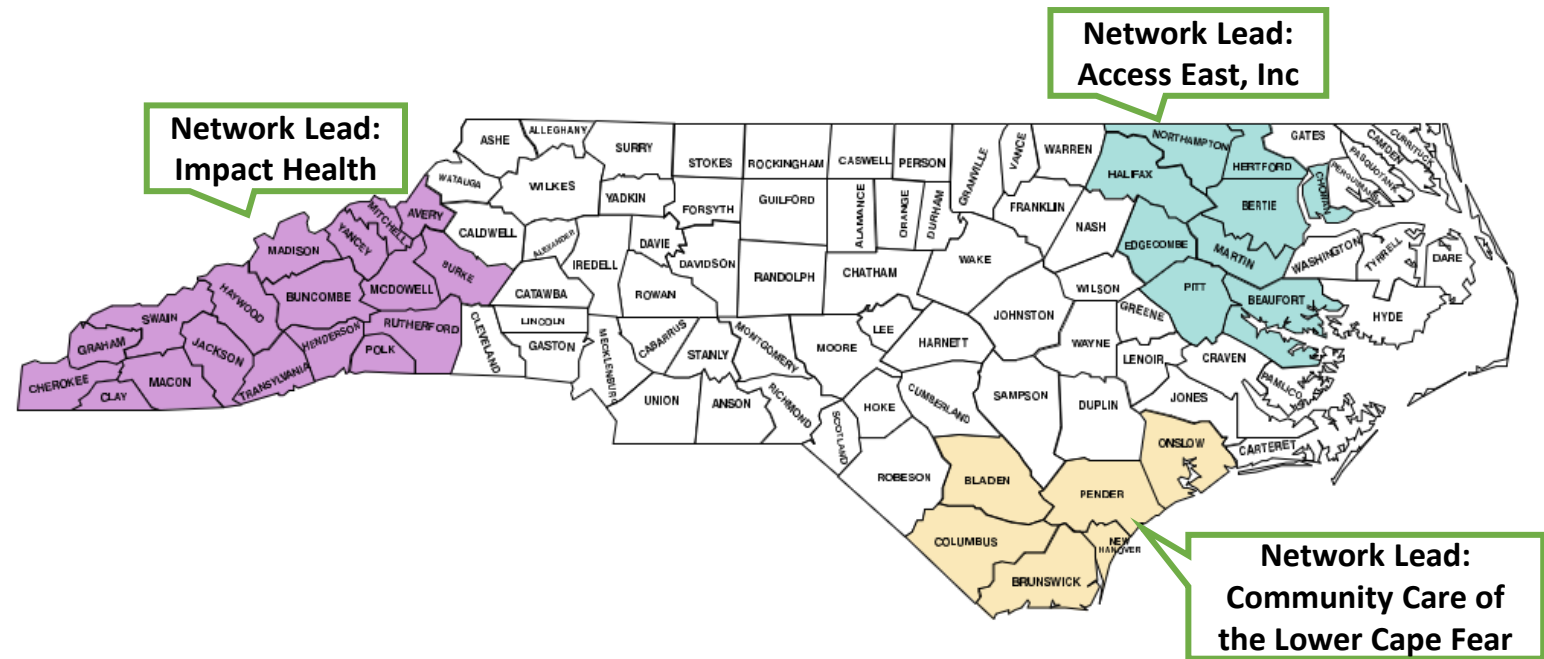 Network Lead:
Access East, Inc
Network Lead:
Impact Health
ASHE
ALLEGHANY
SURRY
STOKES
ROCKINGHAM
CASWELL
PERSON
GRANVILLE
VANCE
WARREN
NORTHAMPTON
HERTFORD
GATES
CURRITUCK
CAMDEN
PASQUOTANK
PERQUIMANS
CHOWAN
HALIFAX
BERTIE
WATAUGA
WILKES
YADKIN
FORSYTH
GUILFORD
ALAMANCE
ORANGE
DURHAM
FRANKLIN
NASH
EDGECOMBE
MARTIN
WASHINGTON
TYRRELL
DARE
MITCHELL
AVERY
YANCEY
CALDWELL
ALEXANDER
IREDELL
DAVIE
DAVIDSON
RANDOLPH
CHATHAM
WAKE
WILSON
PITT
BEAUFORT
HYDE
MADISON
BURKE
BUNCOMBE
MCDOWELL
CATAWBA
ROWAN
HAYWOOD
SWAIN
RUTHERFORD
CLEVELAND
LINCOLN
GASTON
MECKLENBURG
CABARRUS
STANLY
MONTGOMERY
MOORE
LEE
HARNETT
JOHNSTON
WAYNE
GREENE
LENOIR
CRAVEN
PAMLICO
GRAHAM
JACKSON
HENDERSON
POLK
TRANSYLVANIA
CHEROKEE
MACON
CLAY
UNION
ANSON
RICHMOND
SCOTLAND
HOKE
CUMBERLAND
SAMPSON
DUPLIN
JONES
CARTERET
ONSLOW
ROBESON
BLADEN
PENDER
COLUMBUS
NEW
HANOVER
BRUNSWICK
Network Lead:
Community Care of
the Lower Cape Fear